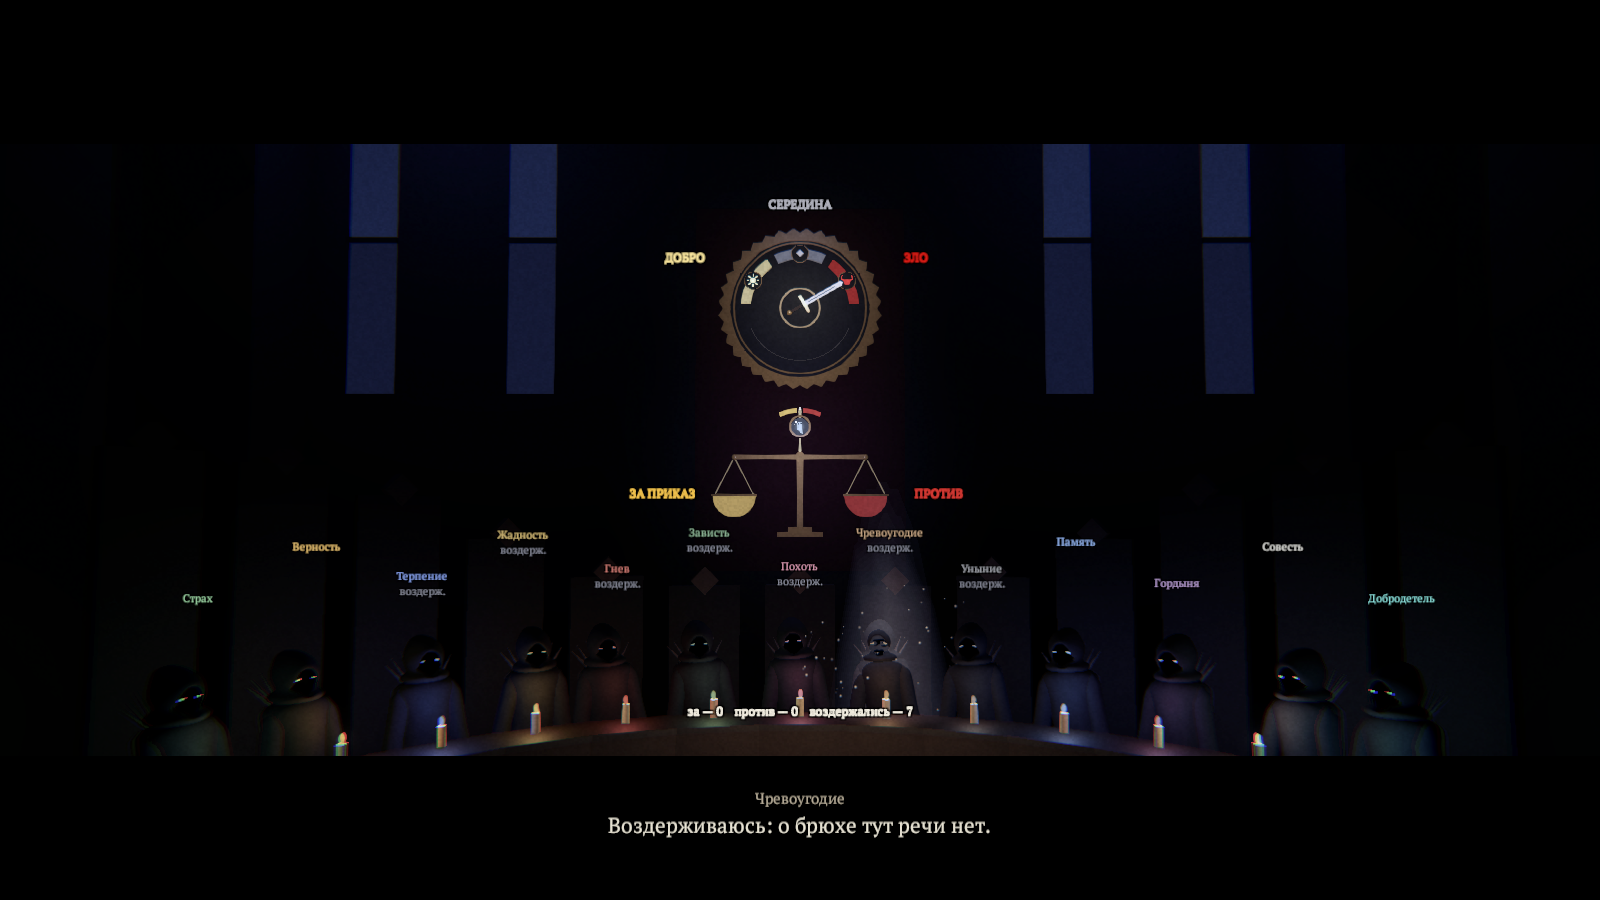 СЕРЕДИНА
ДОБРО
ЗЛО
ЗА ПРИКАЗ
ПРОТИВ
Жадность
воздерж.
Зависть
воздерж.
Чревоугодие
воздерж.
Верность
Память
Совесть
Терпение
воздерж.
Гнев
воздерж.
Похоть
воздерж.
Уныние
воздерж.
Гордыня
Страх
Добродетель
за — 0 против — 0 воздержались — 7
Чревоугодие
Воздерживаюсь: о брюхе тут речи нет.